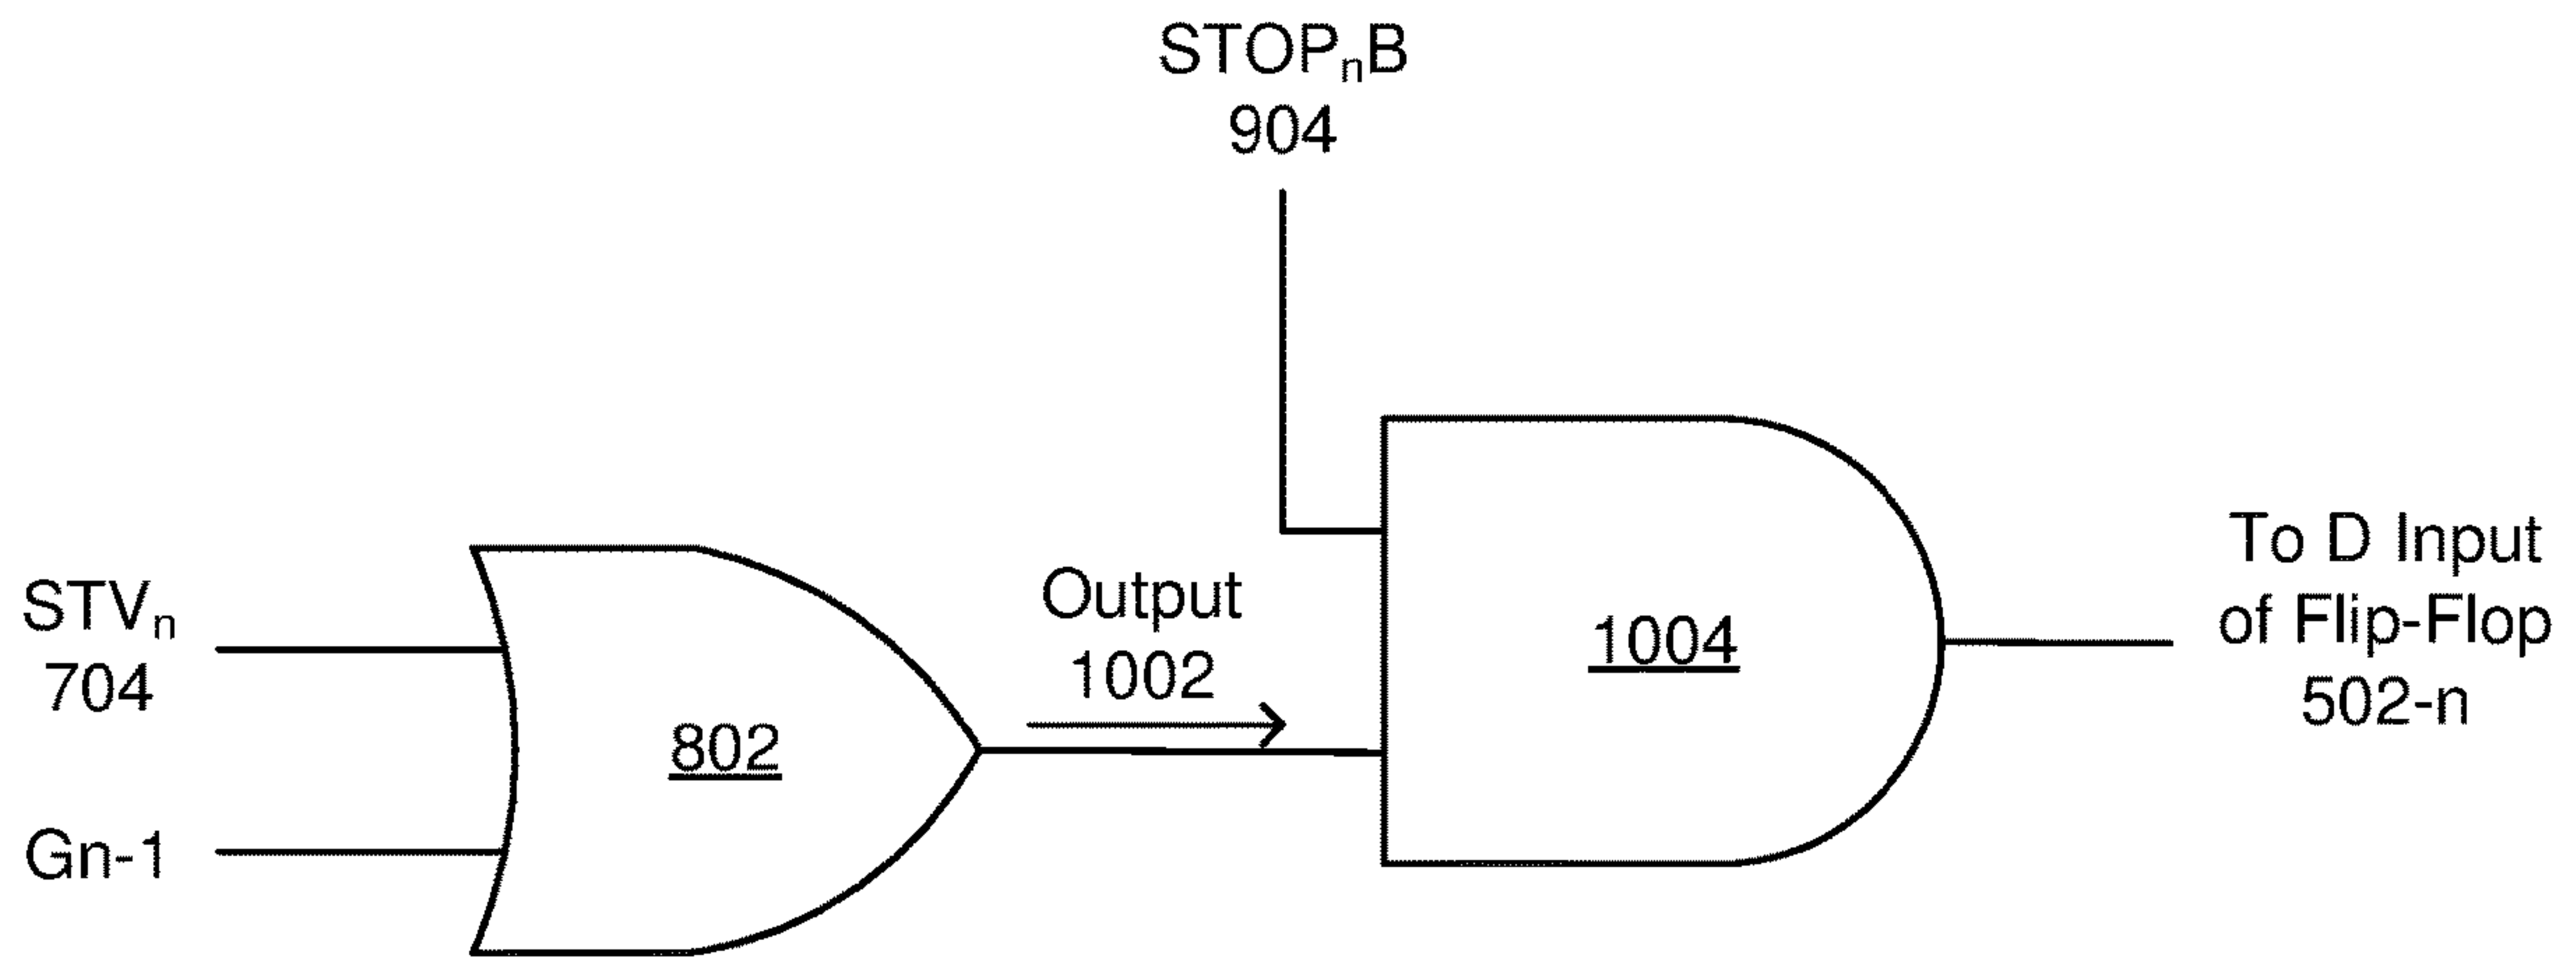 STOPₙB
904
STVₙ
704
Gn-1
802
Output
1002
1004
To D Input
of Flip-Flop
502-n